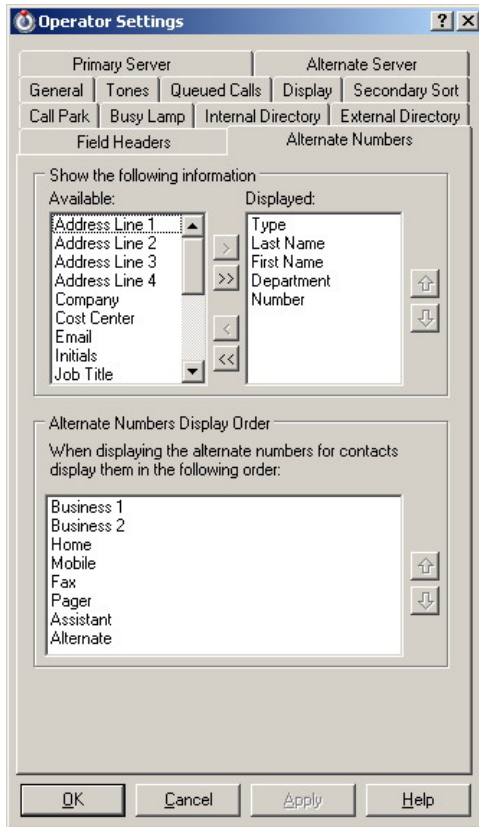 Operator Settings
Primary Server Alternate Server
General Tones Queued Calls Display Secondary Sort
Call Park Busy Lamp Internal Directory External Directory
Field Headers Alternate Numbers
Show the following information
Available: Displayed:
Address Line 1 Type
Address Line 2 Last Name
Address Line 3 First Name
Address Line 4 Department
Company Number
Cost Center
Email
Initials
Job Title
> 
>>
<
<<
Alternate Numbers Display Order
When displaying the alternate numbers for contacts
display them in the following order:
Business 1
Business 2
Home
Mobile
Fax
Pager
Assistant
Alternate
OK Cancel Apply Help